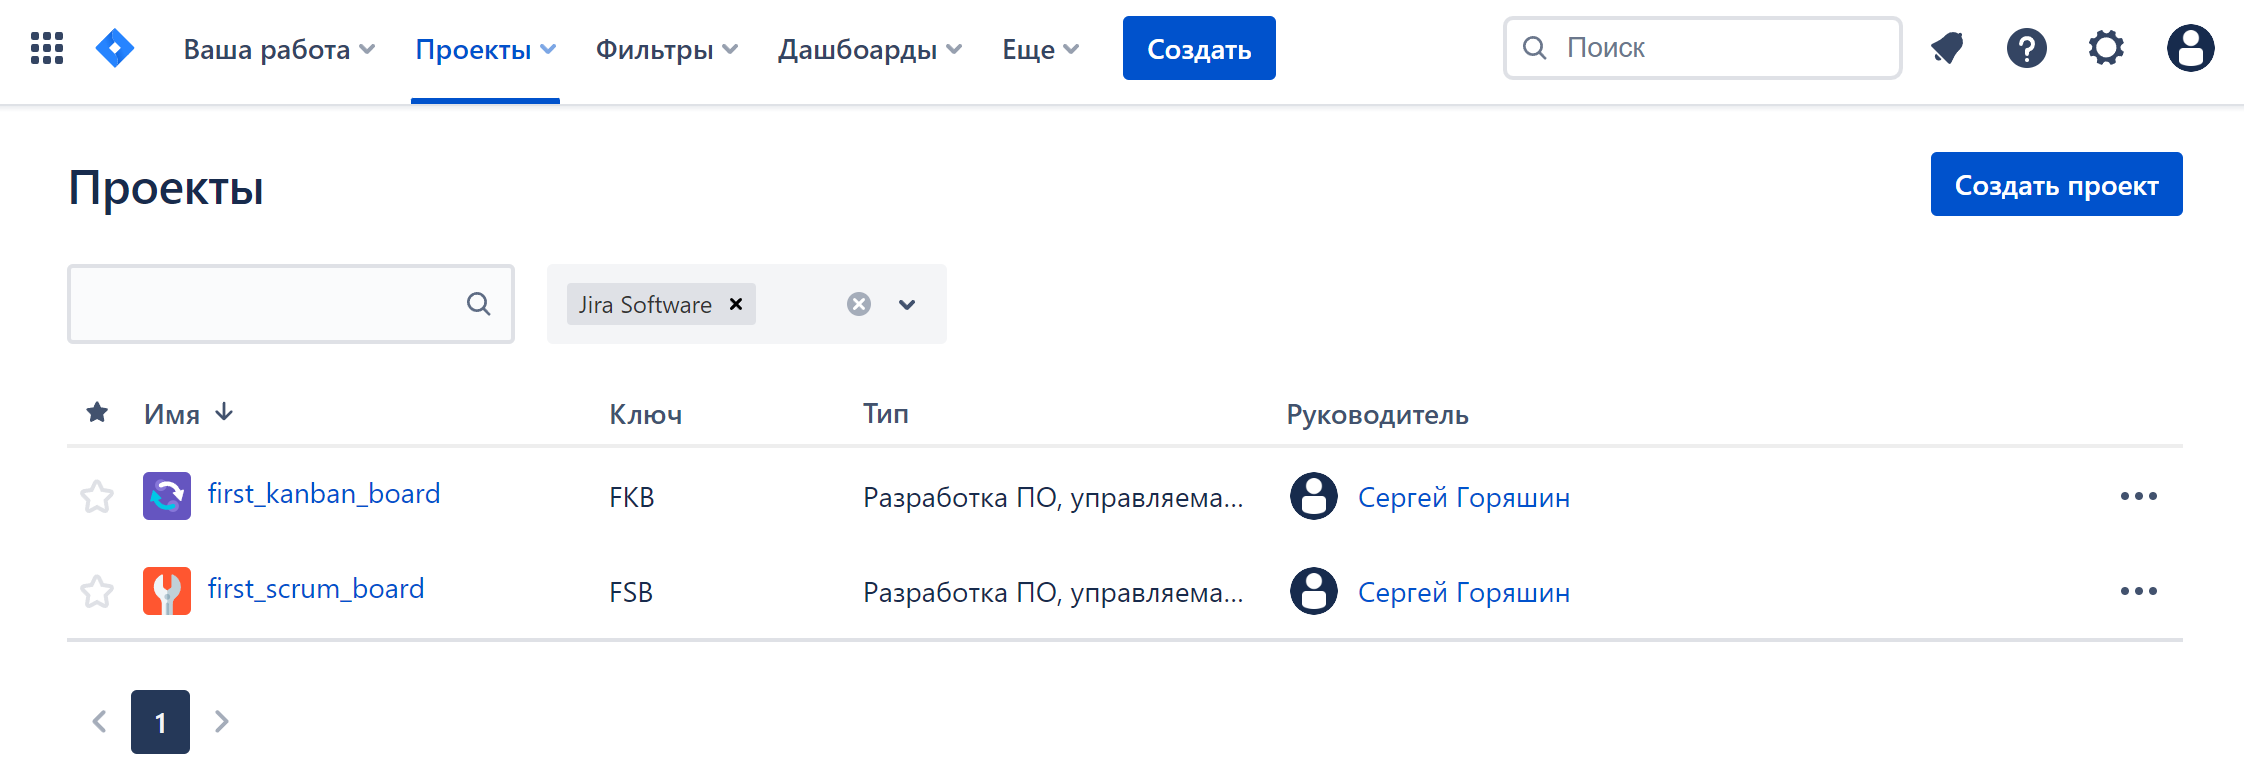 Ваша работа Проекты Фильтры Дашбоарды Еще Создать Поиск
Проекты Создать проект
Jira Software
Имя Ключ Тип Руководитель
first_kanban_board FKB Разработка ПО, управляема... Сергей Горяшин
first_scrum_board FSB Разработка ПО, управляема... Сергей Горяшин
1